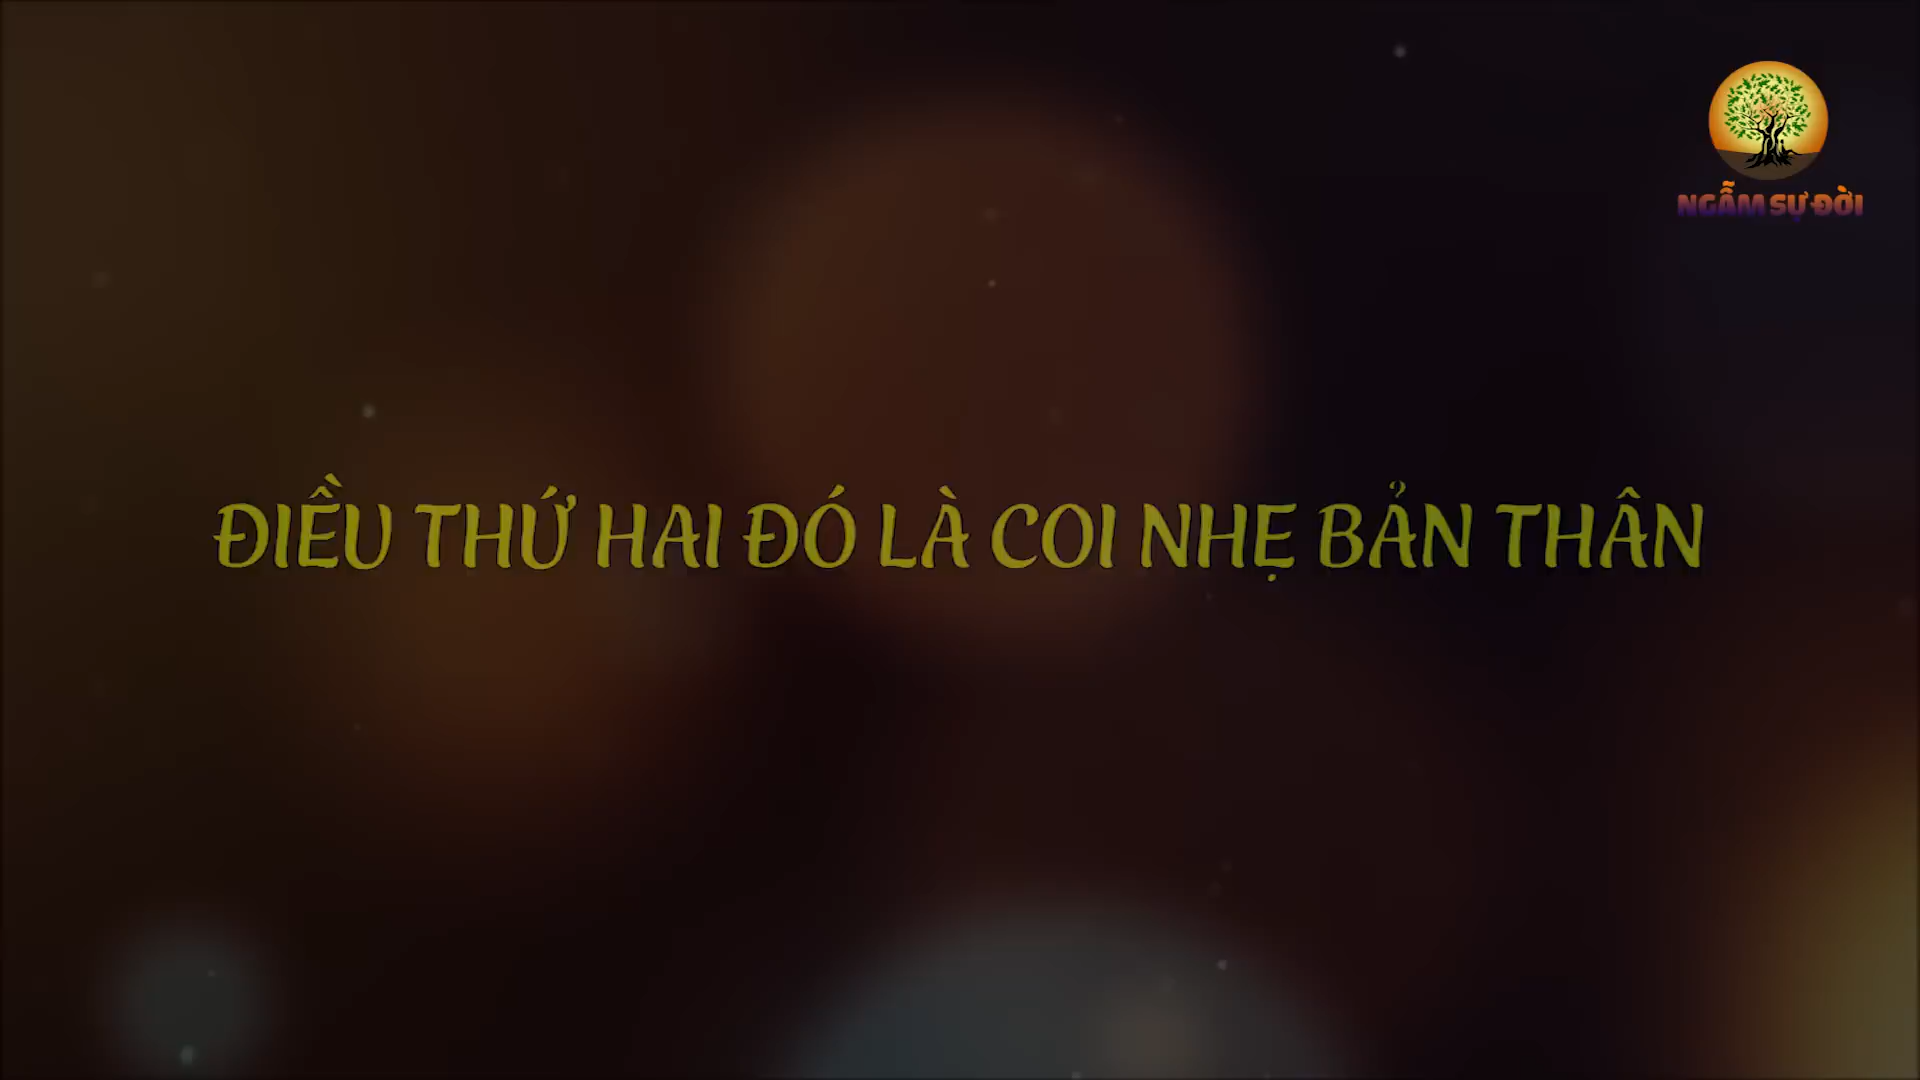 NGẪM SỰ ĐỜI
ĐIỀU THỨ HAI ĐÓ LÀ COI NHẸ BẢN THÂN